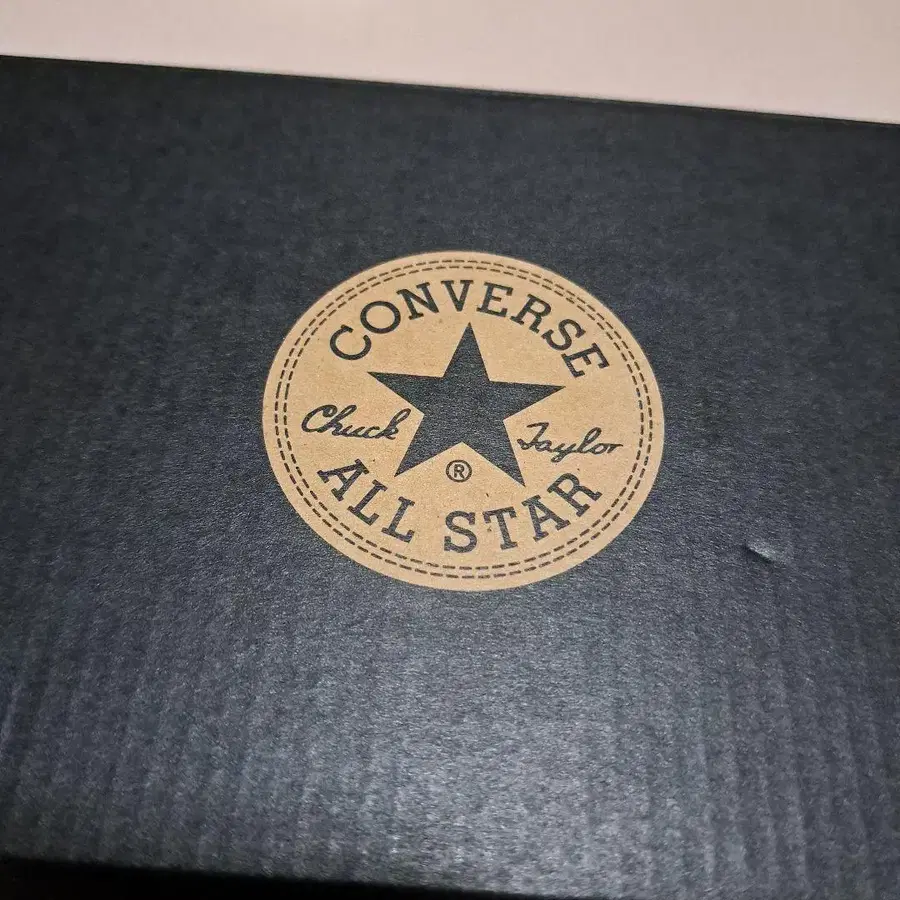 CONVERSE
Chuck Taylor
®
ALL STAR